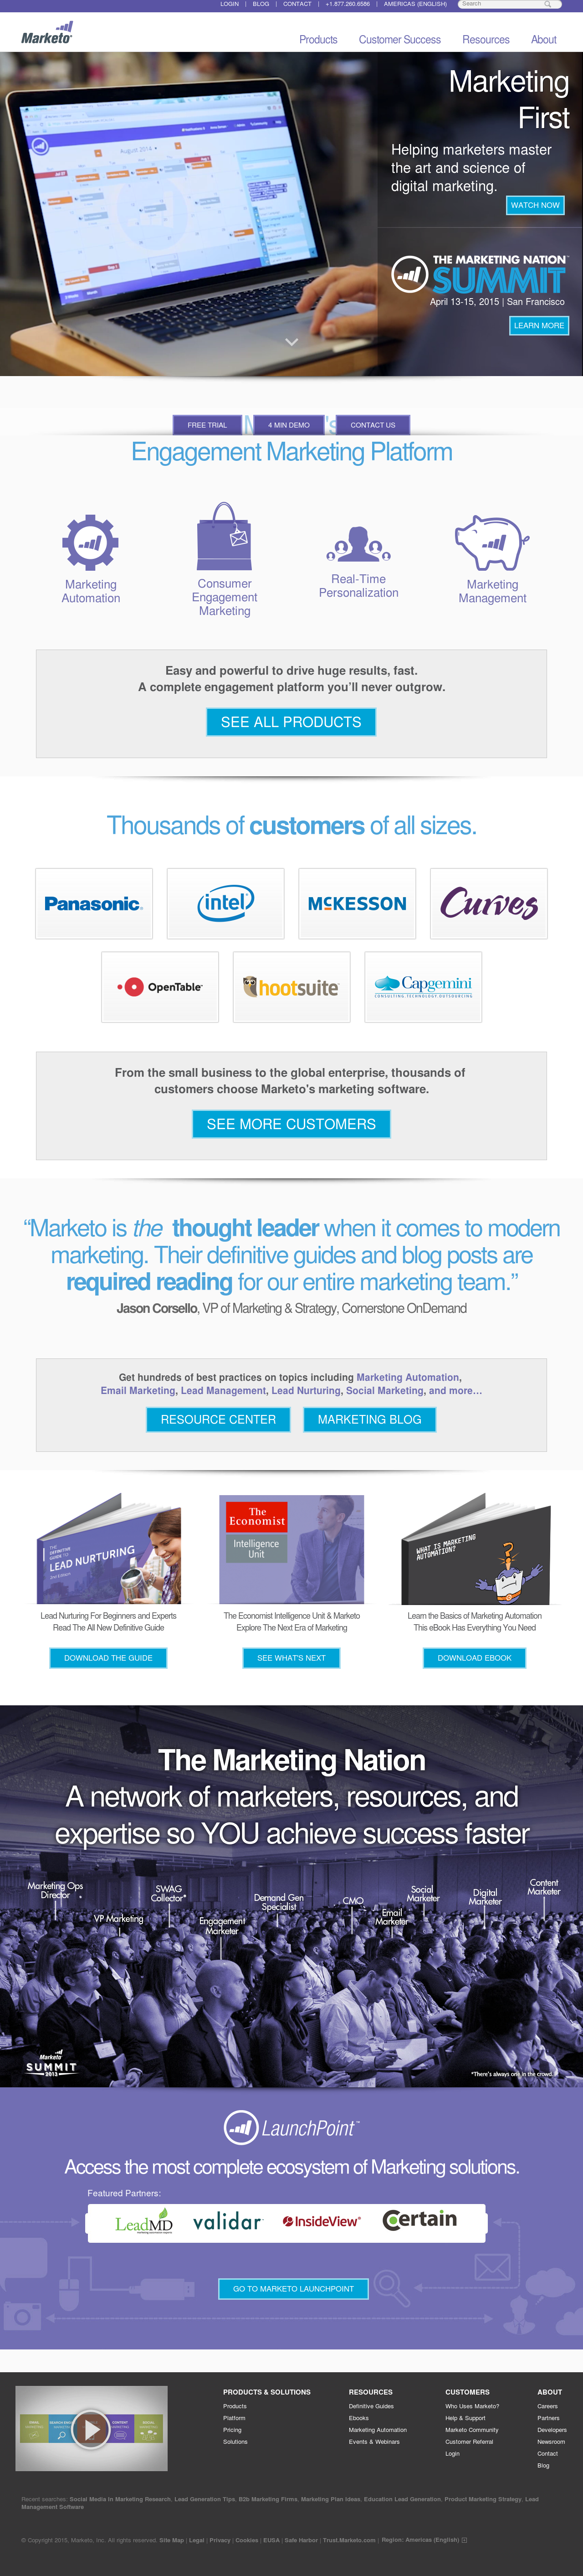 LOGIN | BLOG | CONTACT | +1.877.260.6586 | AMERICAS (ENGLISH) Search
Marketo
Products Customer Success Resources About
August 2014
Marketing
First
Helping marketers master
the art and science of
digital marketing.
WATCH NOW
THE MARKETING NATION™
SUMMIT
April 13-15, 2015 | San Francisco
LEARN MORE
FREE TRIAL 4 MIN DEMO CONTACT US
Engagement Marketing Platform
Marketing
Automation
Consumer
Engagement
Marketing
Real-Time
Personalization
Marketing
Management
Easy and powerful to drive huge results, fast.
A complete engagement platform you'll never outgrow.
SEE ALL PRODUCTS
Thousands of customers of all sizes.
Panasonic
intel
MCKESSON
Curves
OpenTable
hootsuite
Capgemini
CONSULTING.TECHNOLOGY.OUTSOURCING
From the small business to the global enterprise, thousands of
customers choose Marketo's marketing software.
SEE MORE CUSTOMERS
“Marketo is the thought leader when it comes to modern
marketing. Their definitive guides and blog posts are
required reading for our entire marketing team.”
Jason Corsello, VP of Marketing & Strategy, Cornerstone OnDemand
Get hundreds of best practices on topics including Marketing Automation,
Email Marketing, Lead Management, Lead Nurturing, Social Marketing, and more…
RESOURCE CENTER MARKETING BLOG
THE
DEFINITIVE
GUIDE TO
LEAD NURTURING
Lead Nurturing For Beginners and Experts
Read The All New Definitive Guide
DOWNLOAD THE GUIDE
The
Economist
Intelligence
Unit
The Economist Intelligence Unit & Marketo
Explore The Next Era of Marketing
SEE WHAT'S NEXT
WHAT IS MARKETING
AUTOMATION?
Learn the Basics of Marketing Automation
This eBook Has Everything You Need
DOWNLOAD EBOOK
The Marketing Nation
A network of marketers, resources, and
expertise so YOU achieve success faster
Marketing Ops
Director
VP Marketing
SWAG
Collector*
Engagement
Marketer
Demand Gen
Specialist
CMO
Email
Marketer
Social
Marketer
Digital
Marketer
Content
Marketer
Marketo
SUMMIT
2013
*There's always one in the crowd...
LaunchPoint™
Access the most complete ecosystem of Marketing solutions.
Featured Partners:
LeadMD validar InsideView® Certain
GO TO MARKETO LAUNCHPOINT
PRODUCTS & SOLUTIONS
Products
Platform
Pricing
Solutions
RESOURCES
Definitive Guides
Ebooks
Marketing Automation
Events & Webinars
CUSTOMERS
Who Uses Marketo?
Help & Support
Marketo Community
Customer Referral
Login
ABOUT
Careers
Partners
Developers
Newsroom
Contact
Blog
Recent searches: Social Media in Marketing Research, Lead Generation Tips, B2b Marketing Firms, Marketing Plan Ideas, Education Lead Generation, Product Marketing Strategy, Lead
Management Software
© Copyright 2015, Marketo, Inc. All rights reserved. Site Map | Legal | Privacy | Cookies | EUSA | Safe Harbor | Trust.Marketo.com | Region: Americas (English)